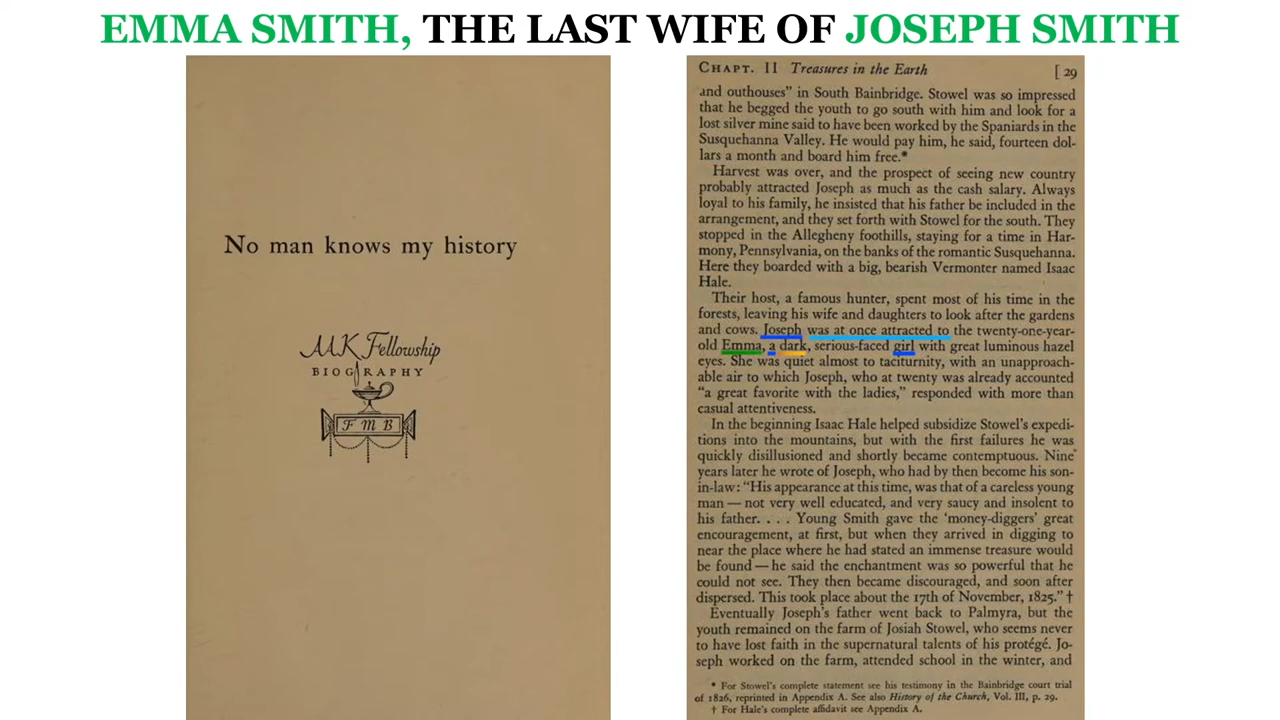 EMMA SMITH, THE LAST WIFE OF JOSEPH SMITH
No man knows my history
MK Fellowship
BIOGRAPHY
F M B
CHAPT. II Treasures in the Earth [ 29
and outhouses” in South Bainbridge. Stowel was so impressed
that he begged the youth to go south with him and look for a
lost silver mine said to have been worked by the Spaniards in the
Susquehanna Valley. He would pay him, he said, fourteen dol-
lars a month and board him free.*
Harvest was over, and the prospect of seeing new country
probably attracted Joseph as much as the cash salary. Always
loyal to his family, he insisted that his father be included in the
arrangement, and they set forth with Stowel for the south. They
stopped in the Allegheny foothills, staying for a time in Har-
mony, Pennsylvania, on the banks of the romantic Susquehanna.
Here they boarded with a big, bearish Vermonter named Isaac
Hale.
Their host, a famous hunter, spent most of his time in the
forests, leaving his wife and daughters to look after the gardens
and cows. Joseph was at once attracted to the twenty-one-year-
old Emma, a dark, serious-faced girl with great luminous hazel
eyes. She was quiet almost to taciturnity, with an unapproach-
able air to which Joseph, who at twenty was already accounted
“a great favorite with the ladies,” responded with more than
casual attentiveness.
In the beginning Isaac Hale helped subsidize Stowel’s expedi-
tions into the mountains, but with the first failures he was
quickly disillusioned and shortly became contemptuous. Nine
years later he wrote of Joseph, who had by then become his son-
in-law: “His appearance at this time, was that of a careless young
man — not very well educated, and very saucy and insolent to
his father. . . . Young Smith gave the ‘money-diggers’ great
encouragement, at first, but when they arrived in digging to
near the place where he had stated an immense treasure would
be found — he said the enchantment was so powerful that he
could not see. They then became discouraged, and soon after
dispersed. This took place about the 17th of November, 1825.” †
Eventually Joseph’s father went back to Palmyra, but the
youth remained on the farm of Josiah Stowel, who seems never
to have lost faith in the supernatural talents of his protégé. Jo-
seph worked on the farm, attended school in the winter, and
* For Stowel’s complete statement see his testimony in the Bainbridge court trial
of 1826, reprinted in Appendix A. See also History of the Church, Vol. III, p. 29.
† For Hale’s complete affidavit see Appendix A.